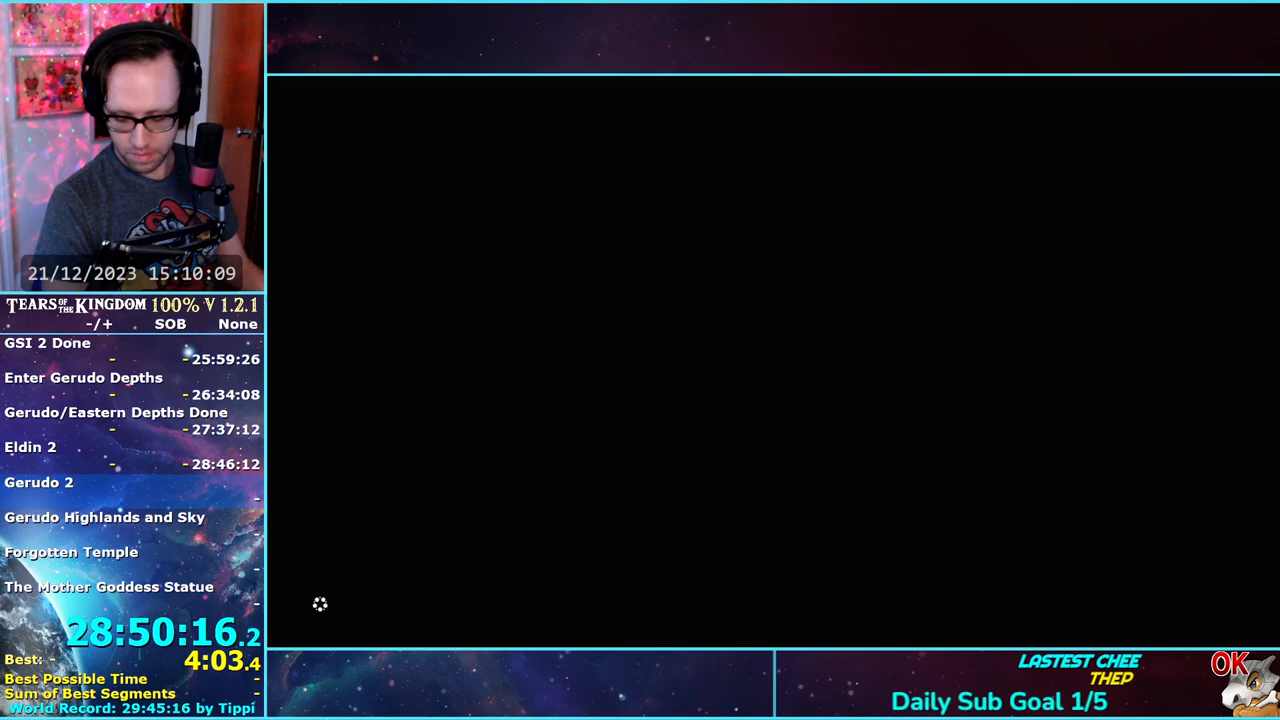 21/12/2023 15:10:09
TEARS OF THE KINGDOM 100% V 1.2.1
-/+ SOB None
GSI 2 Done
- -25:59:26
Enter Gerudo Depths
- -26:34:08
Gerudo/Eastern Depths Done
- -27:37:12
Eldin 2
- -28:46:12
Gerudo 2
-
Gerudo Highlands and Sky
-
Forgotten Temple
-
The Mother Goddess Statue
-
28:50:16.2
Best: - 4:03.4
Best Possible Time -
Sum of Best Segments -
World Record: 29:45:16 by Tippi
LASTEST CHEE
THEP
Daily Sub Goal 1/5
OK